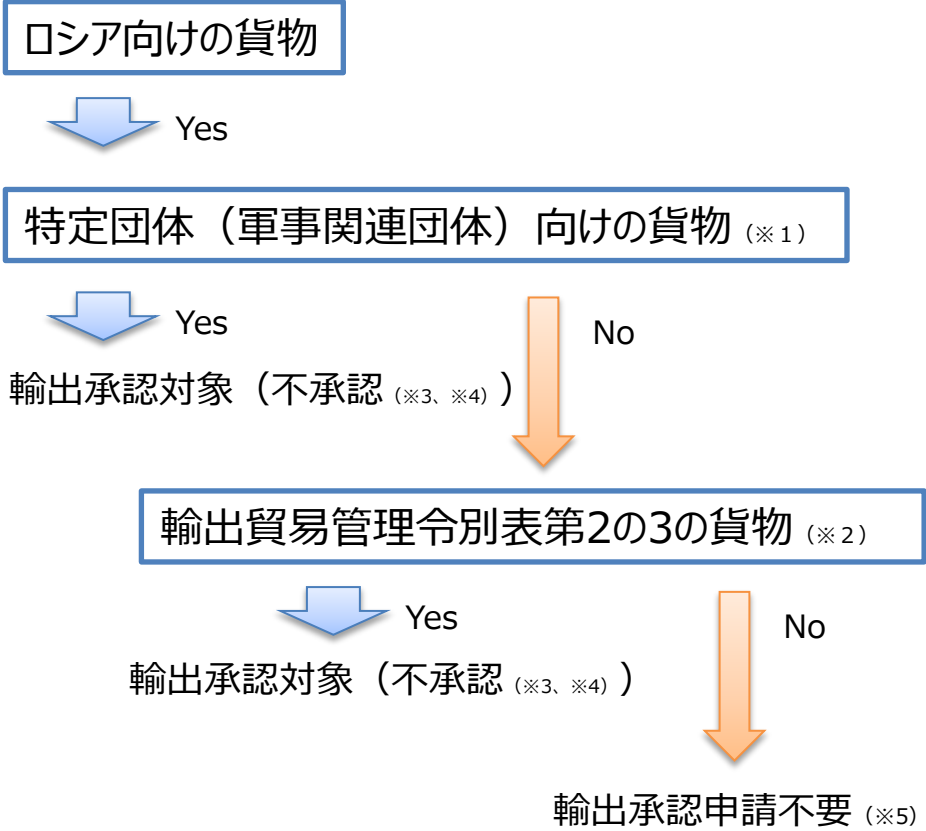 ロシア向けの貨物
Yes
特定団体（軍事関連団体）向けの貨物（※１）
Yes
No
輸出承認対象（不承認（※3、※4））
輸出貿易管理令別表第2の3の貨物（※２）
Yes
No
輸出承認対象（不承認（※3、※4））
輸出承認申請不要（※5）